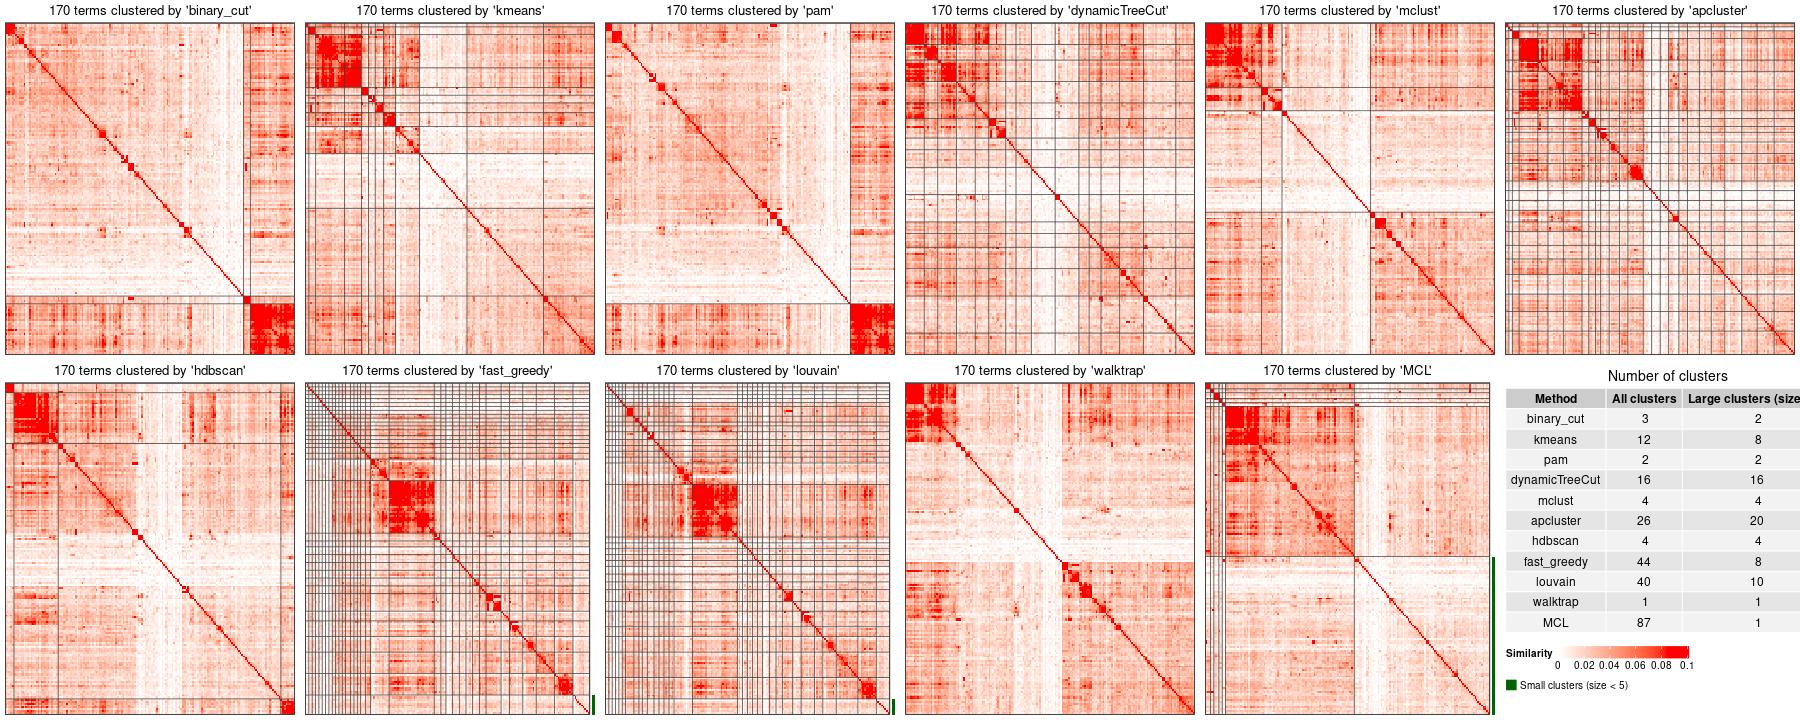 170 terms clustered by 'binary_cut'
170 terms clustered by 'kmeans'
170 terms clustered by 'pam'
170 terms clustered by 'dynamicTreeCut'
170 terms clustered by 'mclust'
170 terms clustered by 'apcluster'
170 terms clustered by 'hdbscan'
170 terms clustered by 'fast_greedy'
170 terms clustered by 'louvain'
170 terms clustered by 'walktrap'
170 terms clustered by 'MCL'
Number of clusters
Method All clusters Large clusters (size
binary_cut 3 2
kmeans 12 8
pam 2 2
dynamicTreeCut 16 16
mclust 4 4
apcluster 26 20
hdbscan 4 4
fast_greedy 44 8
louvain 40 10
walktrap 1 1
MCL 87 1
Similarity
0 0.02 0.04 0.06 0.08 0.1
Small clusters (size < 5)